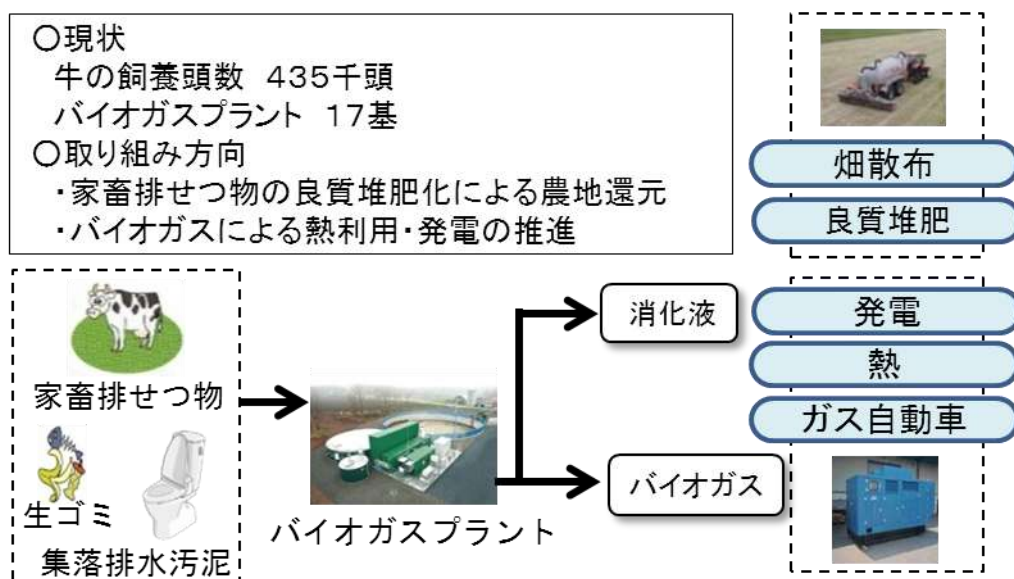 〇現状
牛の飼養頭数 435千頭
バイオガスプラント 17基
〇取り組み方向
・家畜排せつ物の良質堆肥化による農地還元
・バイオガスによる熱利用・発電の推進
畑散布
良質堆肥
家畜排せつ物
生ゴミ
集落排水汚泥
バイオガスプラント
消化液
バイオガス
発電
熱
ガス自動車